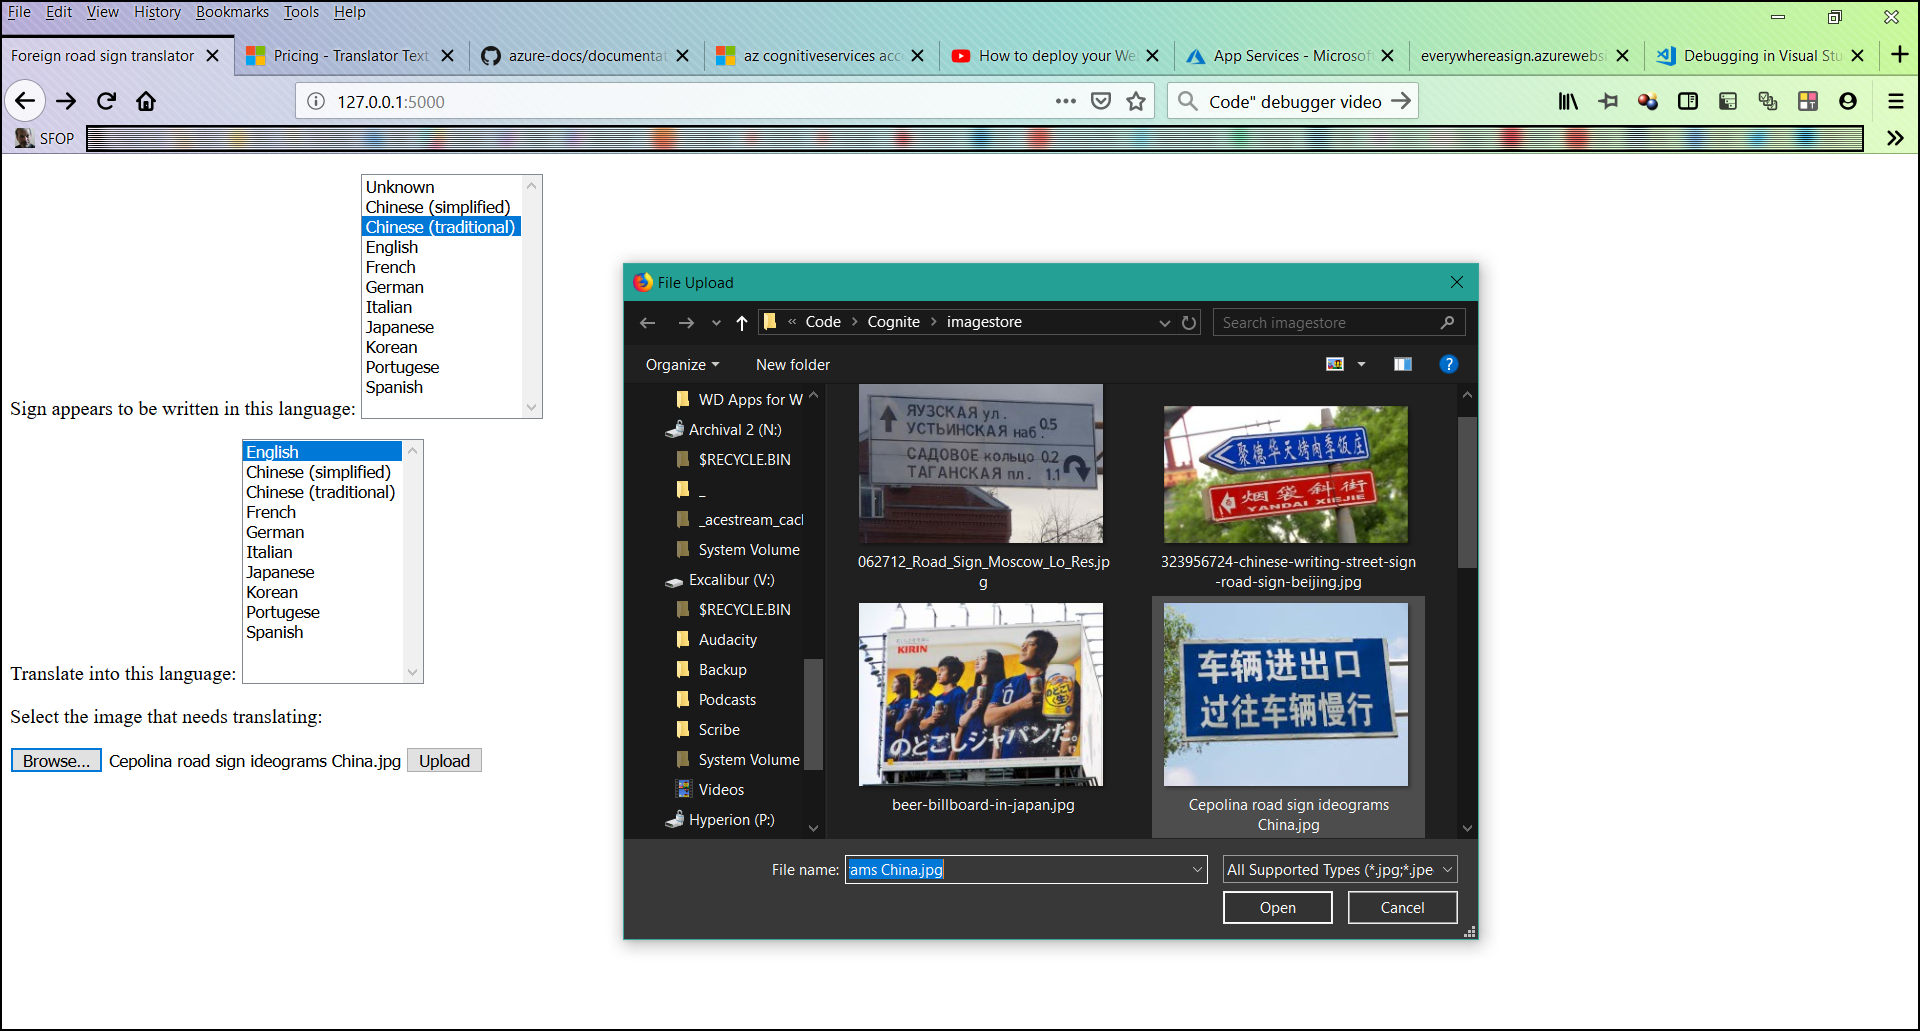 File Edit View History Bookmarks Tools Help
Foreign road sign translator
Pricing - Translator Text
azure-docs/documentat
az cognitiveservices acc
How to deploy your We
App Services - Microsof
everywhereasign.azurewebsi
Debugging in Visual Stu
127.0.0.1:5000
Code" debugger video
SFOP
Unknown
Chinese (simplified)
Chinese (traditional)
English
French
German
Italian
Japanese
Korean
Portugese
Spanish
Sign appears to be written in this language:
English
Chinese (simplified)
Chinese (traditional)
French
German
Italian
Japanese
Korean
Portugese
Spanish
Translate into this language:
Select the image that needs translating:
Browse... Cepolina road sign ideograms China.jpg Upload
File Upload
« Code > Cognite > imagestore
Search imagestore
Organize New folder
?
WD Apps for W
Archival 2 (N:)
$RECYCLE.BIN
_
_acestream_cacl
System Volume
Excalibur (V:)
$RECYCLE.BIN
Audacity
Backup
Podcasts
Scribe
System Volume
Videos
Hyperion (P:)
ЯУЗСКАЯ ул.
УСТЬИНСКАЯ наб. 0.5
САДОВОЕ кольцо 0.2
ТАГАНСКАЯ пл. 1.1
062712_Road_Sign_Moscow_Lo_Res.jp
g
聚德华天烤肉季饭庄
烟袋斜街
YANDAI XIEJIE
323956724-chinese-writing-street-sign
-road-sign-beijing.jpg
KIRIN
のどごし生
のどごしジャパンだ。
beer-billboard-in-japan.jpg
车辆进出口
过往车辆慢行
Cepolina road sign ideograms
China.jpg
File name: rams China.jpg
All Supported Types (*.jpg;*.jpe
Open Cancel